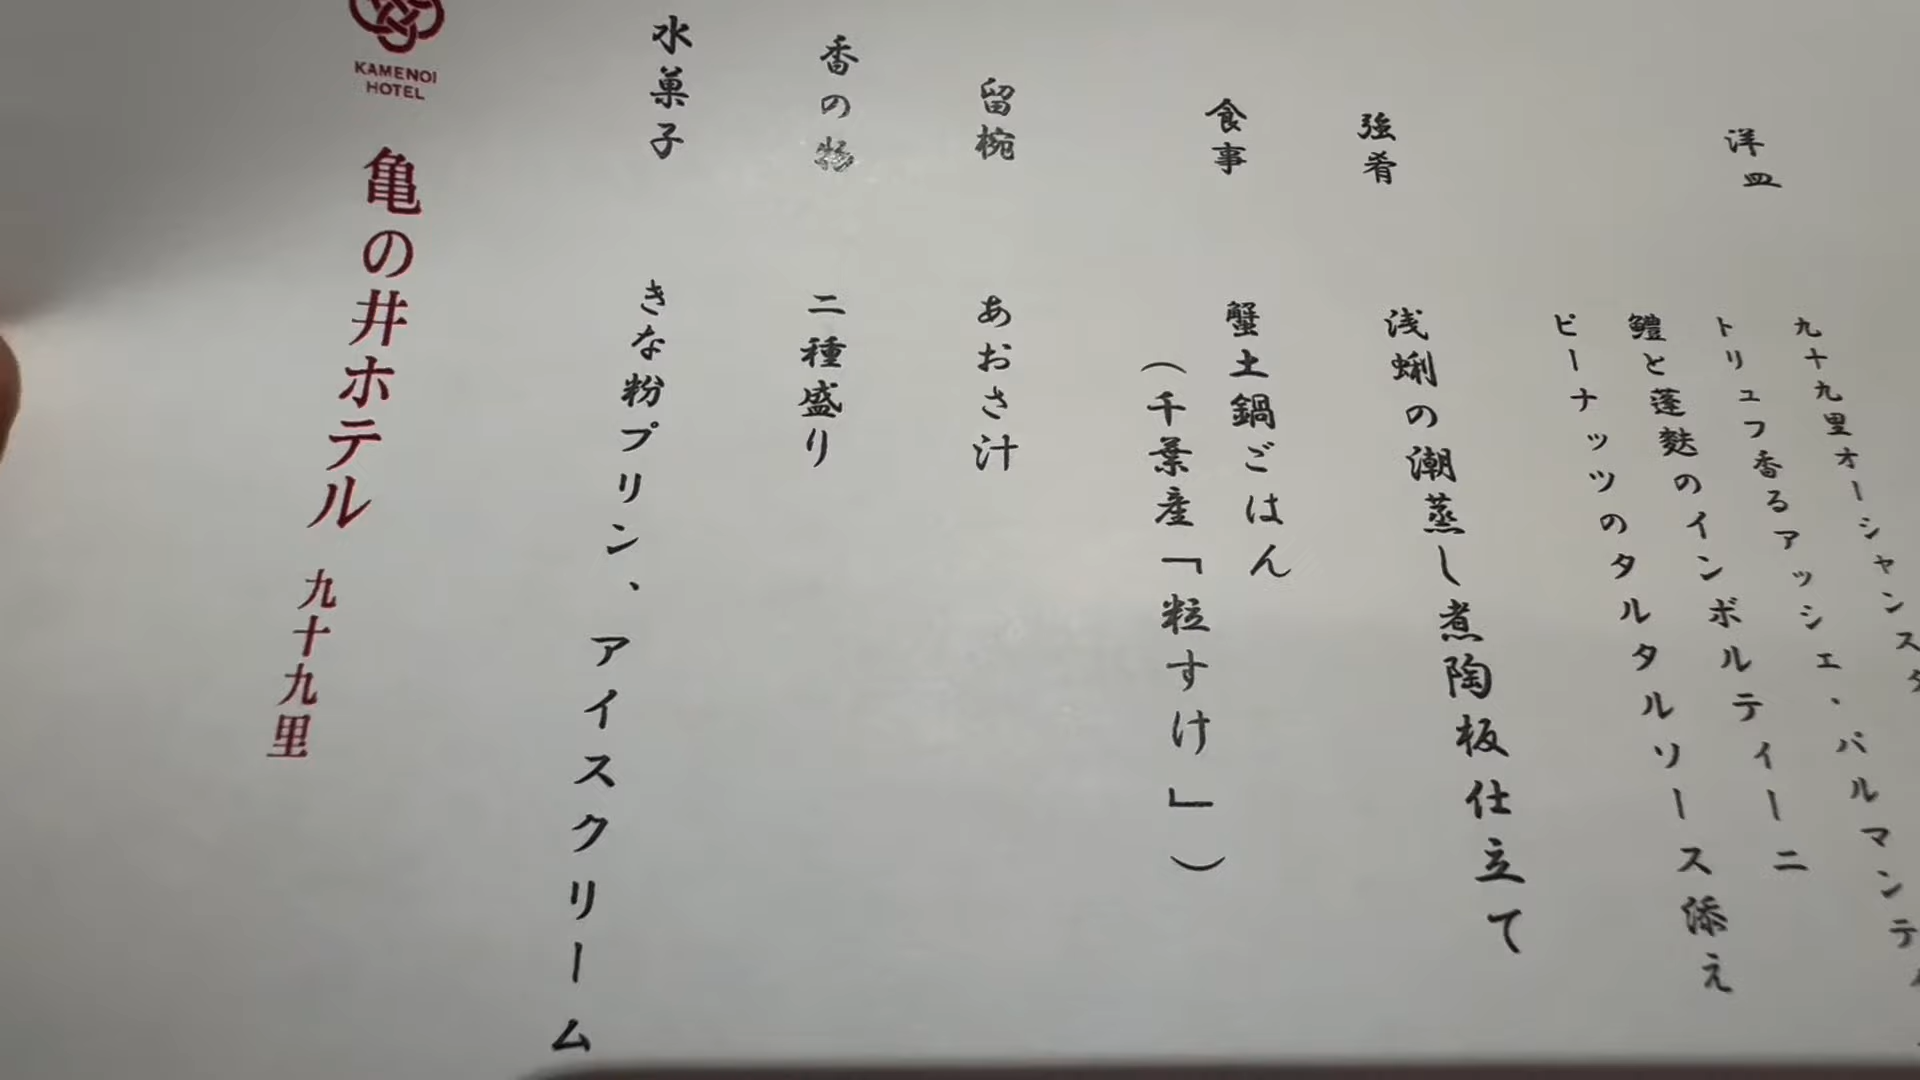 洋皿
九十九里オーシャンスタ
トリュフ香るアッシェ、パルマンティ
鱧と蓬麩のインボルティーニ
ピーナッツのタルタルソース添え
強肴
浅蜊の潮蒸し煮陶板仕立て
食事
蟹土鍋ごはん
(千葉産「粒すけ」)
留椀
あおさ汁
香の物
二種盛り
水菓子
きな粉プリン、アイスクリーム
KAMENOI
HOTEL
亀の井ホテル 九十九里